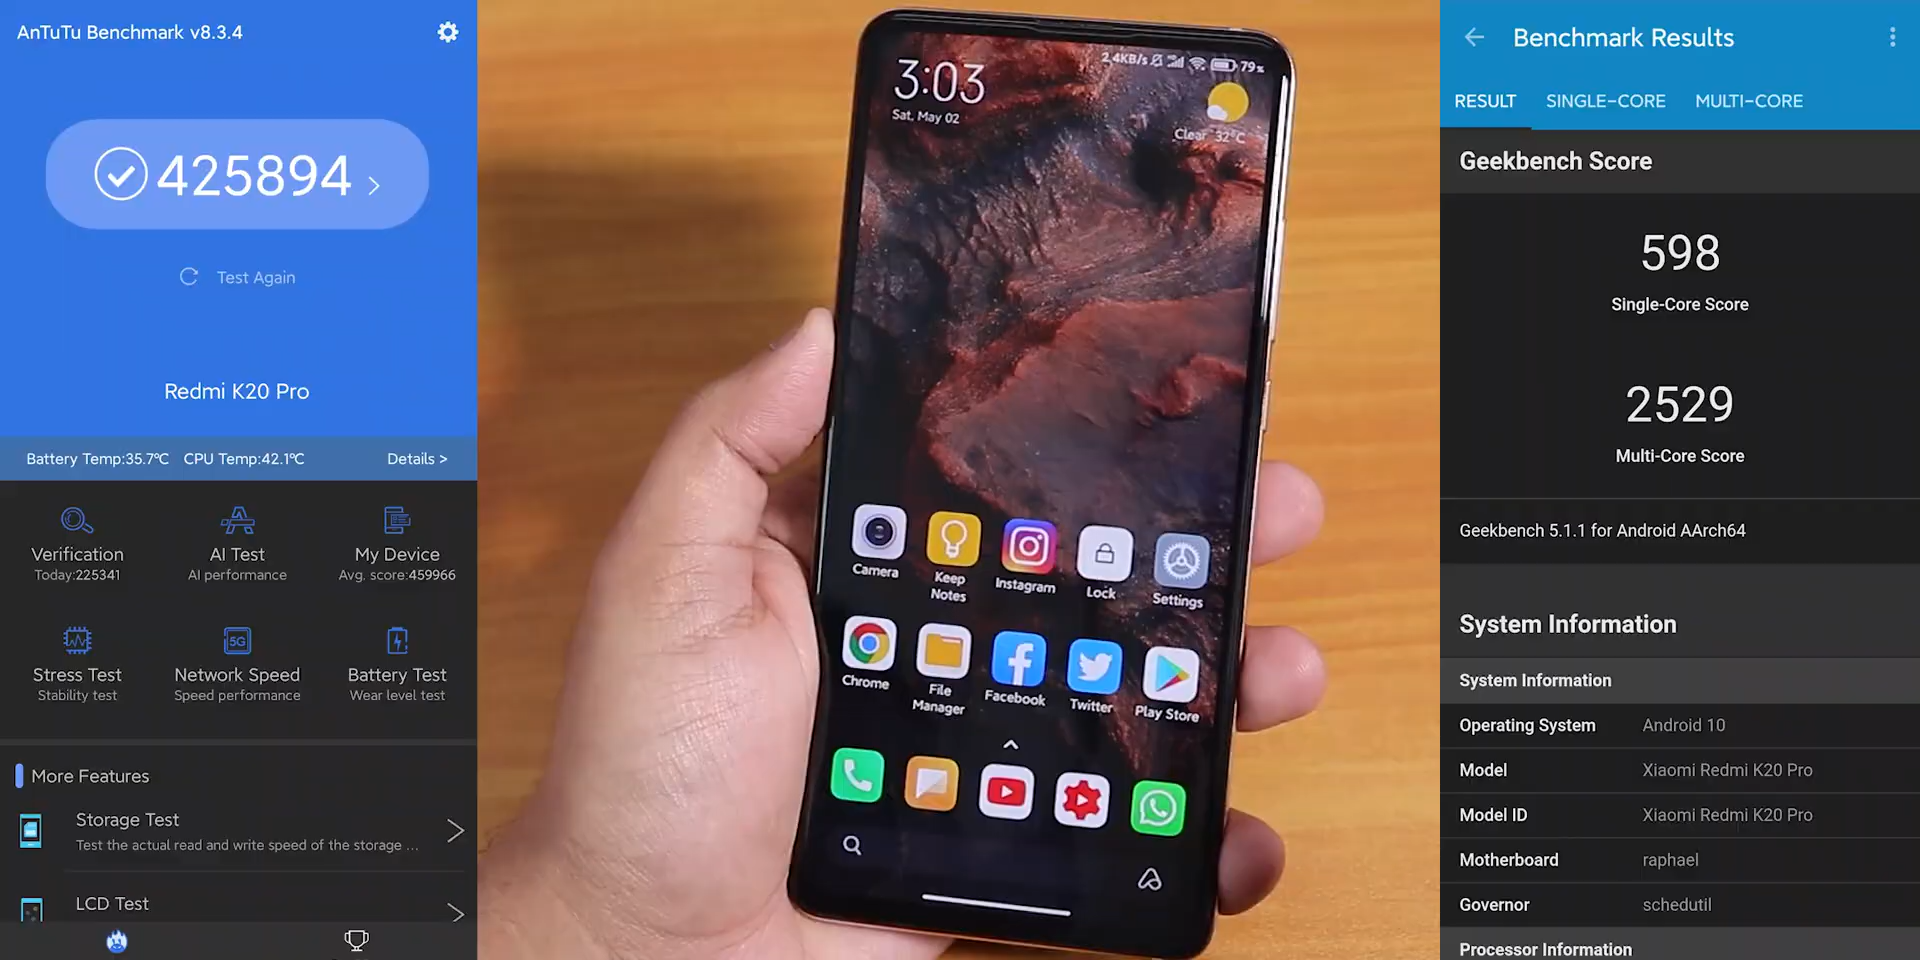 AnTuTu Benchmark v8.3.4
425894
Test Again
Redmi K20 Pro
Battery Temp:35.7℃ CPU Temp:42.1℃ Details >
Verification
Today:225341
AI Test
AI performance
My Device
Avg. score:459966
Stress Test
Stability test
Network Speed
Speed performance
5G
Battery Test
Wear level test
More Features
Storage Test
Test the actual read and write speed of the storage ...
LCD Test
2.4KB/s 79%
3:03
Sat, May 02
Clear 32°C
Camera
Keep
Notes
Instagram
Lock
Settings
Chrome
File
Manager
Facebook
Twitter
Play Store
Benchmark Results
RESULT SINGLE-CORE MULTI-CORE
Geekbench Score
598
Single-Core Score
2529
Multi-Core Score
Geekbench 5.1.1 for Android AArch64
System Information
System Information
Operating System Android 10
Model Xiaomi Redmi K20 Pro
Model ID Xiaomi Redmi K20 Pro
Motherboard raphael
Governor schedutil
Processor Information